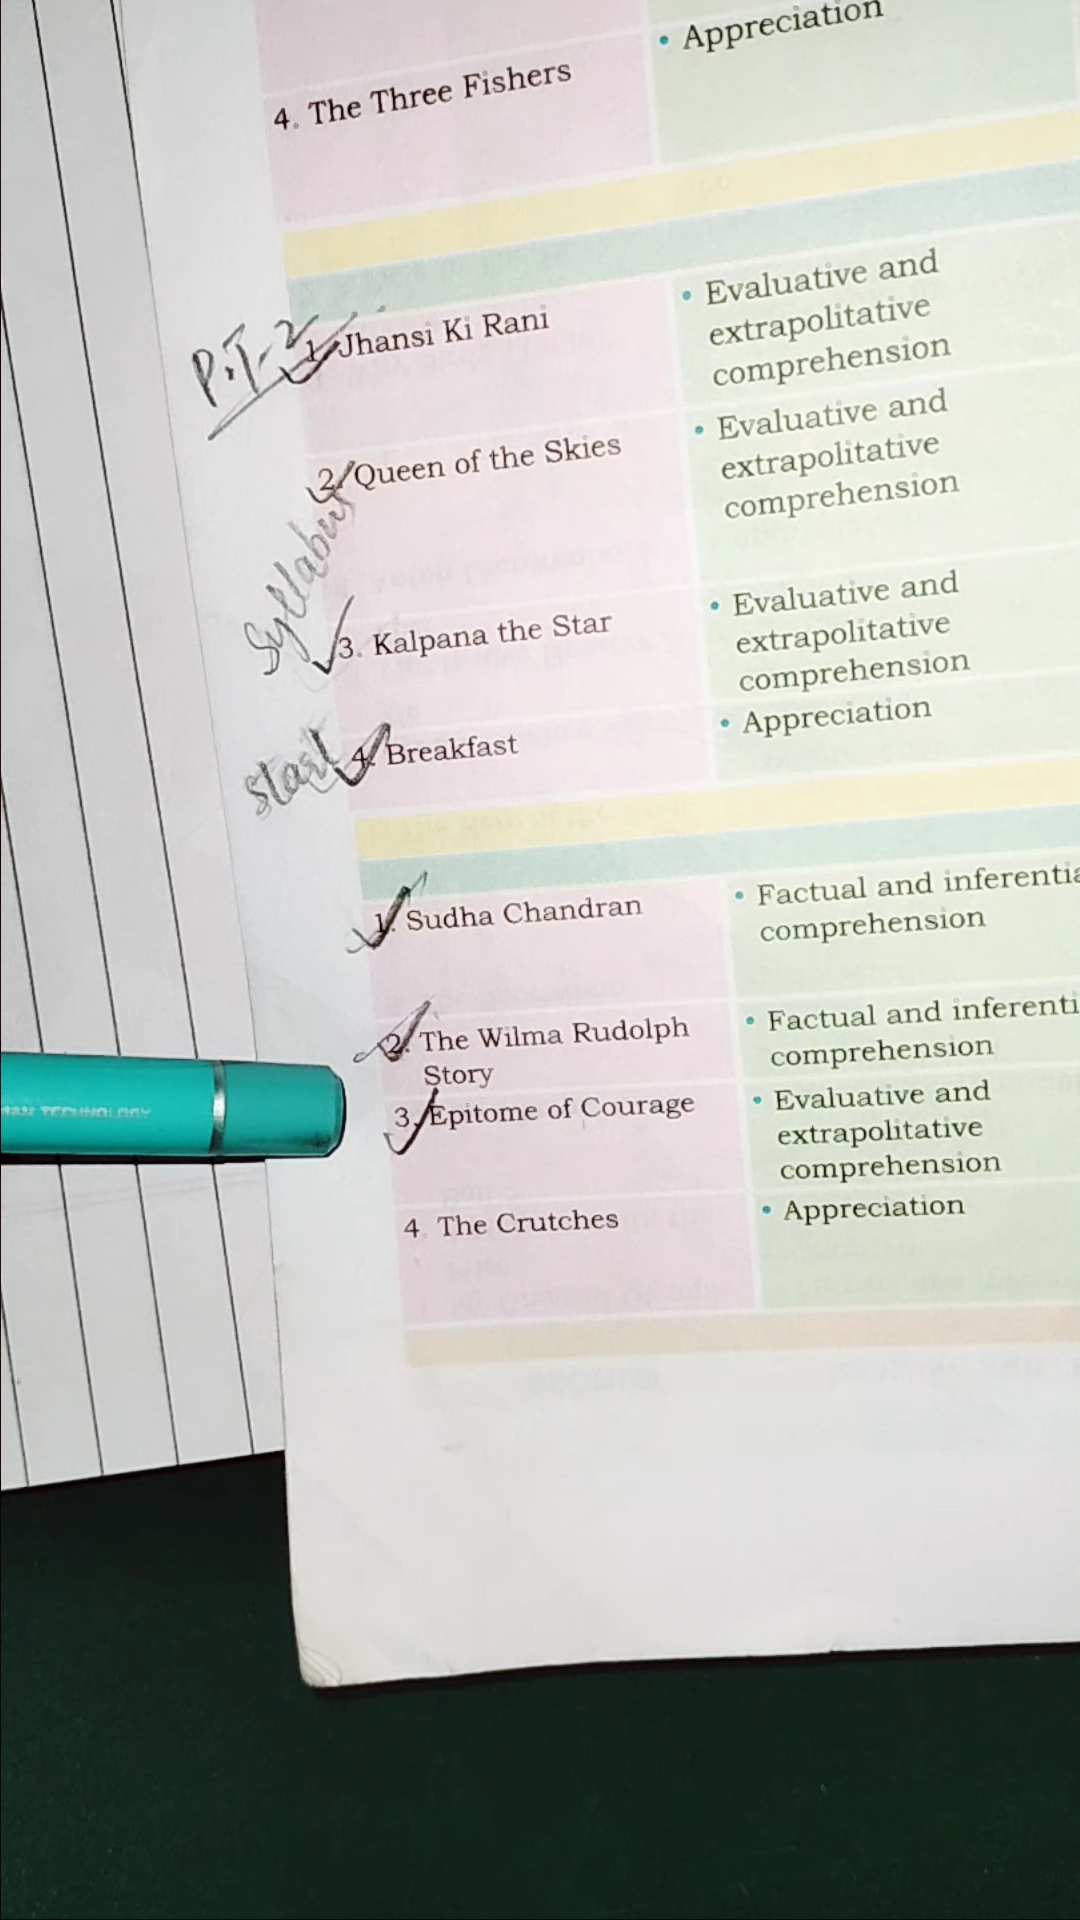 • Appreciation
4. The Three Fishers
P.T-2
1. Jhansi Ki Rani
• Evaluative and
extrapolitative
comprehension
2. Queen of the Skies
• Evaluative and
extrapolitative
comprehension
Syllabus
3. Kalpana the Star
• Evaluative and
extrapolitative
comprehension
start
4. Breakfast
• Appreciation
1. Sudha Chandran
• Factual and inferentia
comprehension
2. The Wilma Rudolph
Story
• Factual and inferenti
comprehension
3. Epitome of Courage
• Evaluative and
extrapolitative
comprehension
4. The Crutches
• Appreciation
TECHNOLOGY